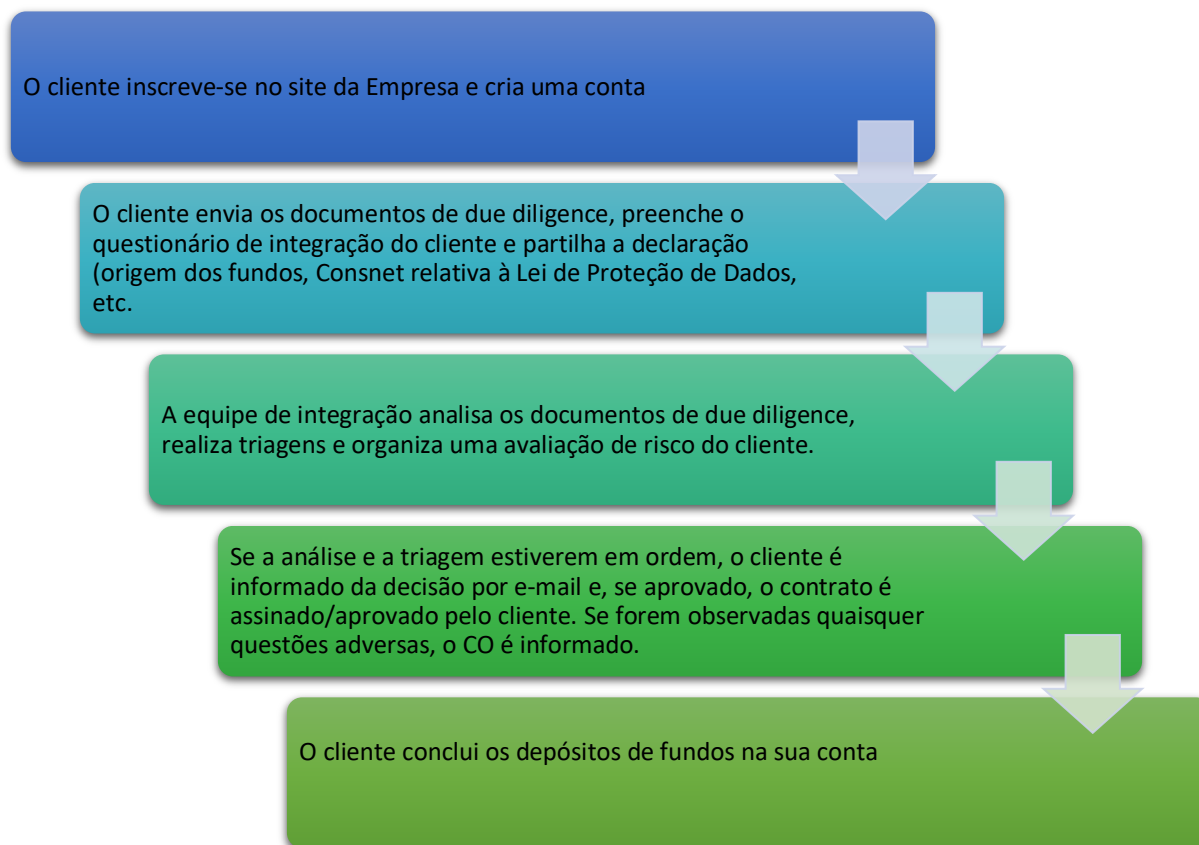 O cliente inscreve-se no site da Empresa e cria uma conta
O cliente envia os documentos de due diligence, preenche o
questionário de integração do cliente e partilha a declaração
(origem dos fundos, Consnet relativa à Lei de Proteção de Dados,
etc.
A equipe de integração analisa os documentos de due diligence,
realiza triagens e organiza uma avaliação de risco do cliente.
Se a análise e a triagem estiverem em ordem, o cliente é
informado da decisão por e-mail e, se aprovado, o contrato é
assinado/aprovado pelo cliente. Se forem observadas quaisquer
questões adversas, o CO é informado.
O cliente conclui os depósitos de fundos na sua conta